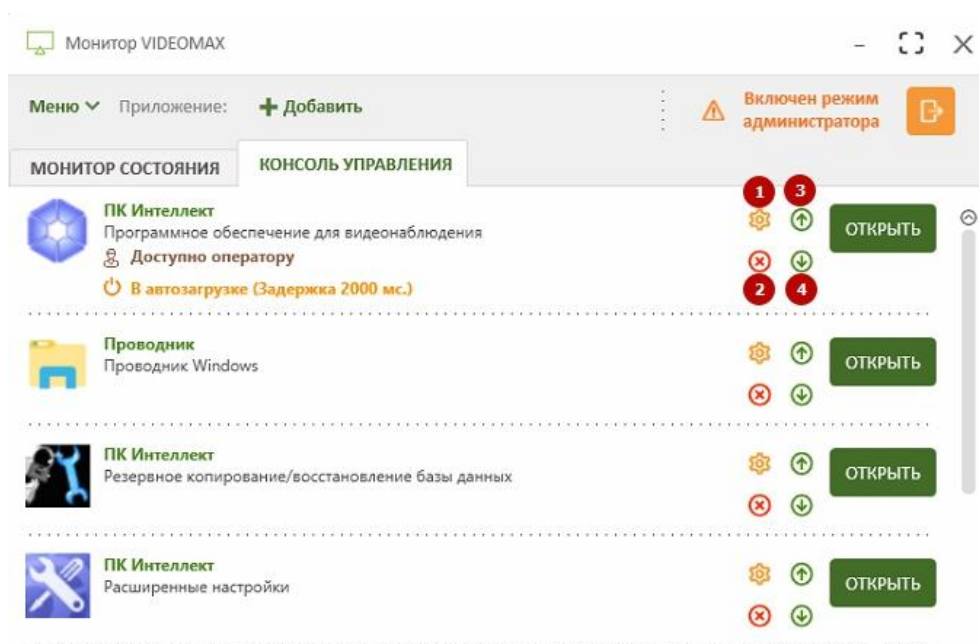 Монитор VIDEOMAX
Меню Приложение: Добавить
Включен режим
администратора
МОНИТОР СОСТОЯНИЯ КОНСОЛЬ УПРАВЛЕНИЯ
1 3
ПК Интеллект
Программное обеспечение для видеонаблюдения
ОТКРЫТЬ
Доступно оператору
В автозагрузке (Задержка 2000 мс.)
2 4
Проводник
Проводник Windows
ОТКРЫТЬ
ПК Интеллект
Резервное копирование/восстановление базы данных
ОТКРЫТЬ
ПК Интеллект
Расширенные настройки
ОТКРЫТЬ